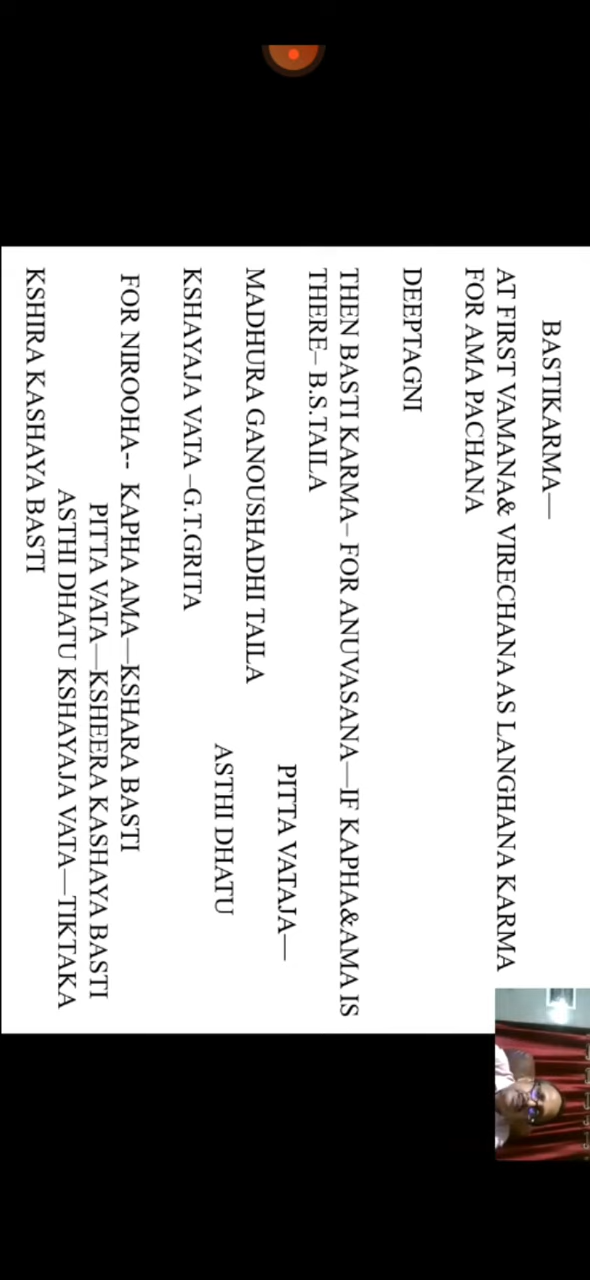 BASTIKARMA—
AT FIRST VAMANA& VIRECHANA AS LANGHANA KARMA
FOR AMA PACHANA
DEEPTAGNI
THEN BASTI KARMA– FOR ANUVASANA—IF KAPHA&AMA IS
THERE– B.S.TAILA
PITTA VATAJA—
MADHURA GANOUSHADHI TAILA
ASTHI DHATU
KSHAYAJA VATA –G.T.GRITA
FOR NIROOHA-- KAPHA AMA—KSHARA BASTI
PITTA VATA—KSHEERA KASHAYA BASTI
ASTHI DHATU KSHAYAJA VATA—TIKTAKA
KSHIRA KASHAYA BASTI